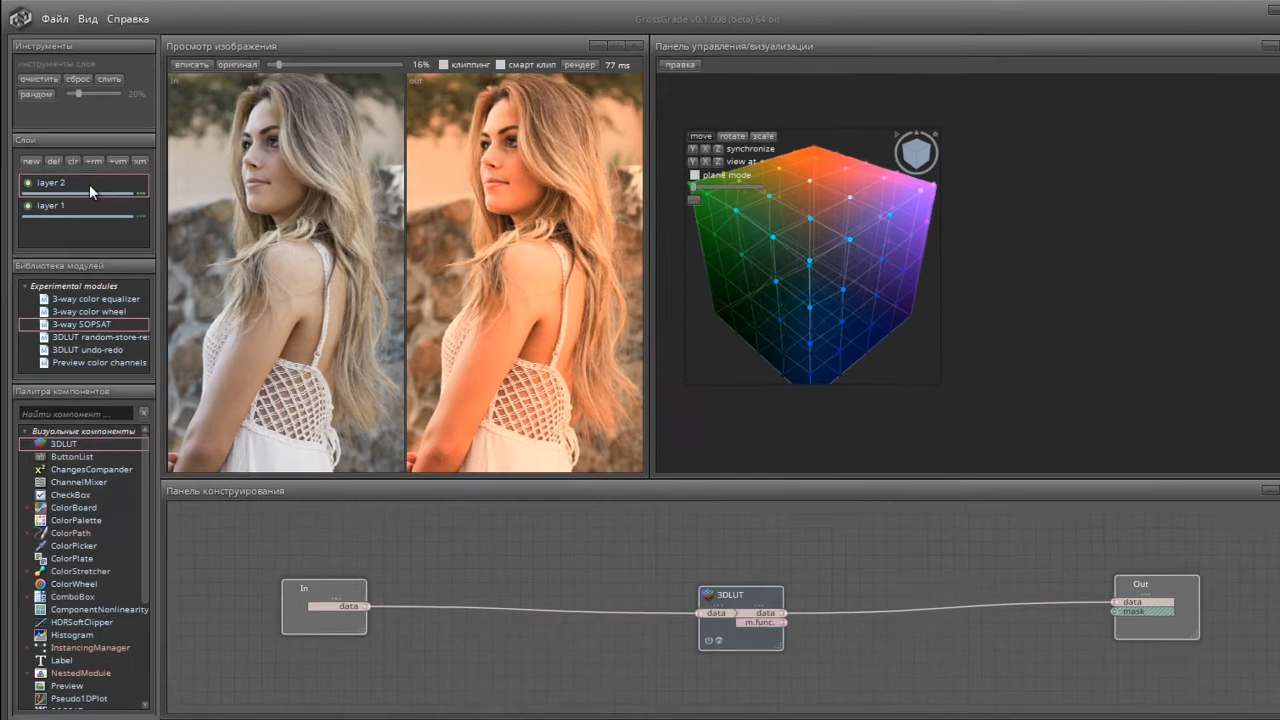 Файл Вид Справка
GrossGrade v0.1.008 (beta) 64 bit
Инструменты
инструменты слоя
очистить сброс слить
рандом 20%
Слои
new del clr +rm +vm xm
layer 2
layer 1
Библиотека модулей
Experimental modules
3-way color equalizer
3-way color wheel
3-way SOPSAT
3DLUT random-store-re
3DLUT undo-redo
Preview color channels
Палитра компонентов
Найти компонент ...
Визуальные компоненты
3DLUT
ButtonList
ChangesCompander
ChannelMixer
CheckBox
ColorBoard
ColorPalette
ColorPath
ColorPicker
ColorPlate
ColorStretcher
ColorWheel
ComboBox
ComponentNonlinearity
HDRSoftClipper
Histogram
InstancingManager
Label
NestedModule
Preview
Pseudo1DPlot
Просмотр изображения
вписать оригинал 16% клиппинг смарт клип рендер 77 ms
in
out
Панель управления/визуализации
правка
move rotate scale
Y X Z synchronize
Y X Z view at
plane mode
Панель конструирования
In
data
3DLUT
data data
m.func.
Out
data
mask